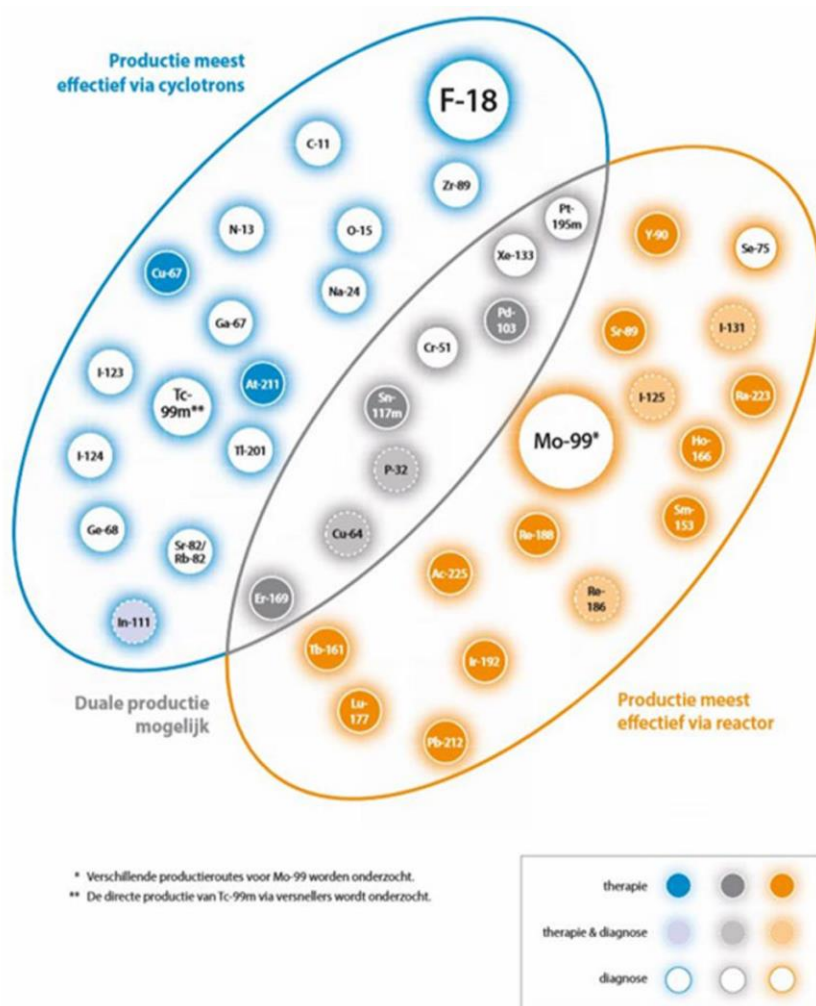 Productie meest
effectief via cyclotrons
F-18
C-11
Zr-89
Pt-
195m
N-13
O-15
Y-90
Xe-133
Se-75
Cu-67
Na-24
Ga-67
Pd-
103
Sr-89
I-131
Cr-51
I-123
At-211
Tc-
99m**
Sn-
117m
I-125
Ra-223
Mo-99*
Ho-
166
I-124
Tl-201
P-32
Sm-
153
Ge-68
Sr-82/
Rb-82
Cu-64
Re-188
Ac-225
Er-169
Re-
186
In-111
Tb-161
Ir-192
Duale productie
mogelijk
Lu-
177
Productie meest
effectief via reactor
Pb-212
* Verschillende productieroutes voor Mo-99 worden onderzocht.
** De directe productie van Tc-99m via versnellers wordt onderzocht.
therapie
therapie & diagnose
diagnose